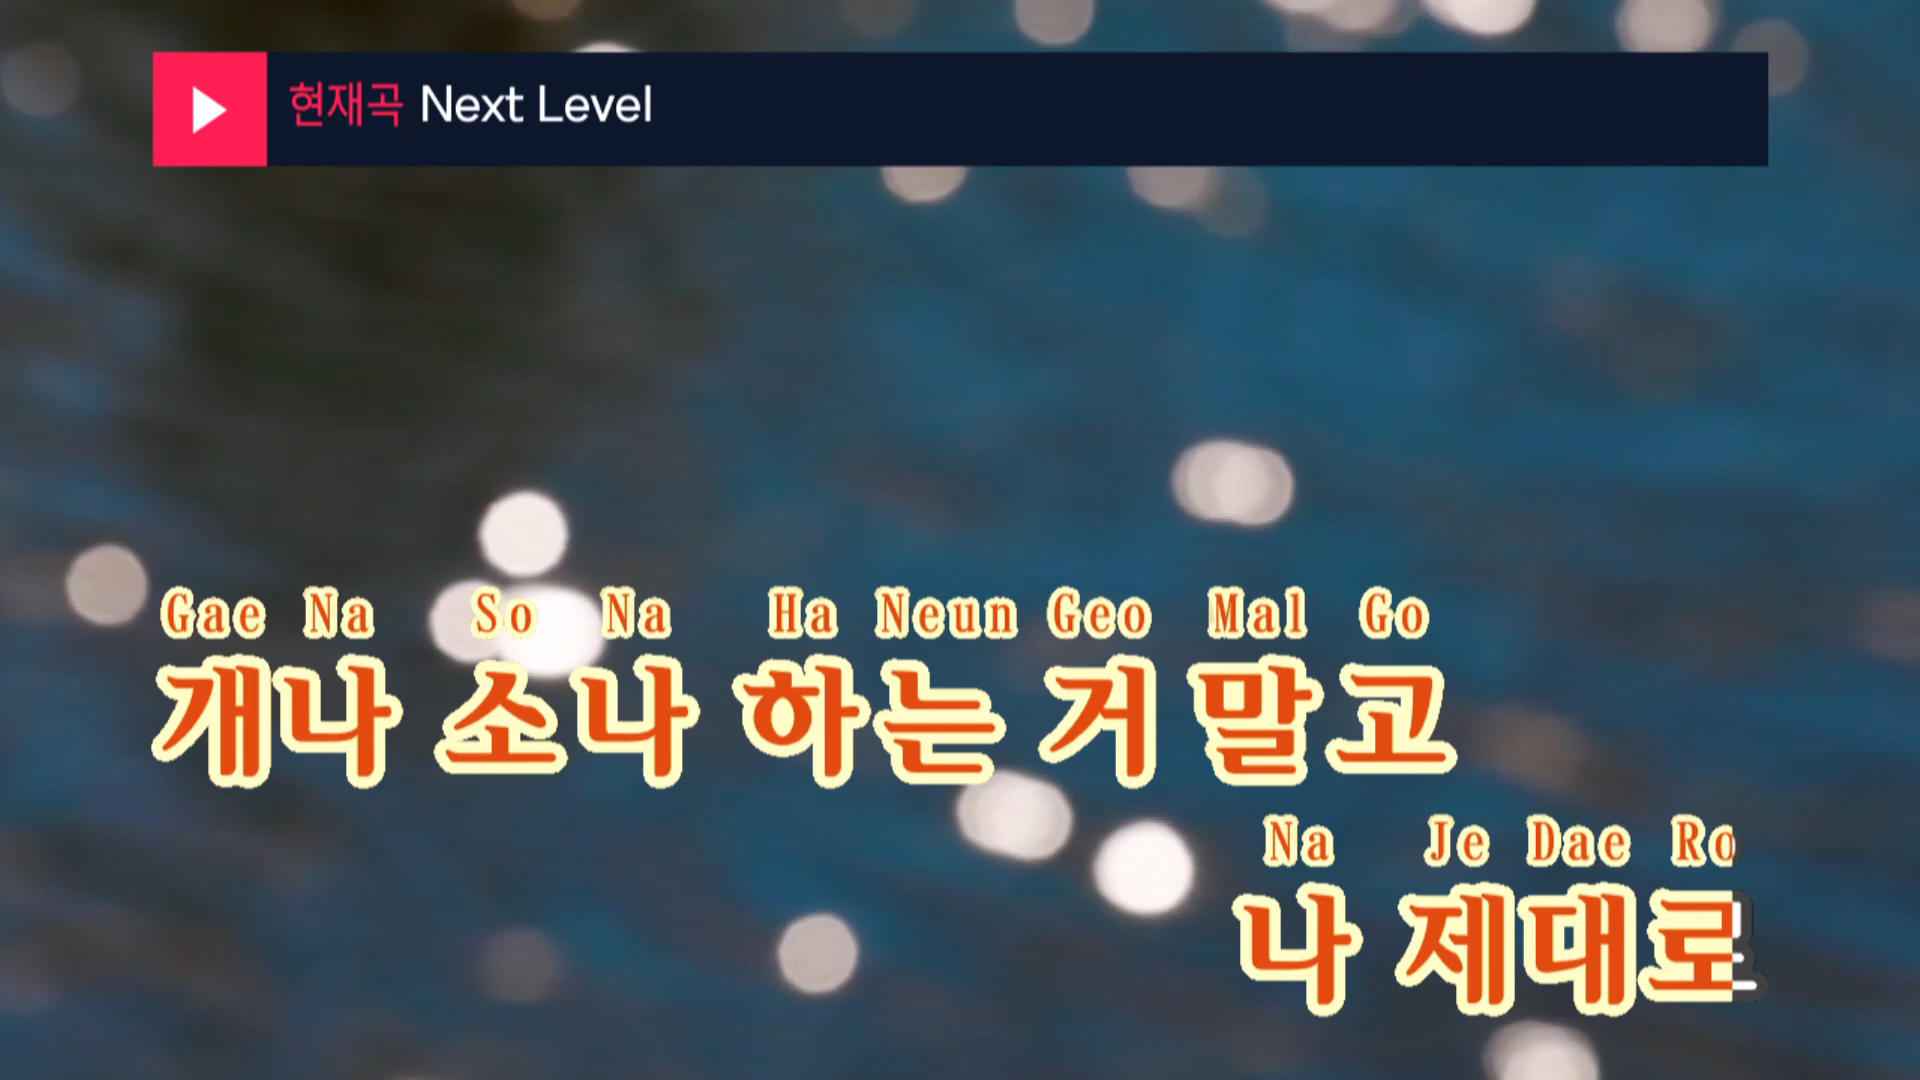 현재곡 Next Level
Gae Na So Na Ha Neun Geo Mal Go
개나 소나 하는 거 말고
Na Je Dae Ro
나 제대로